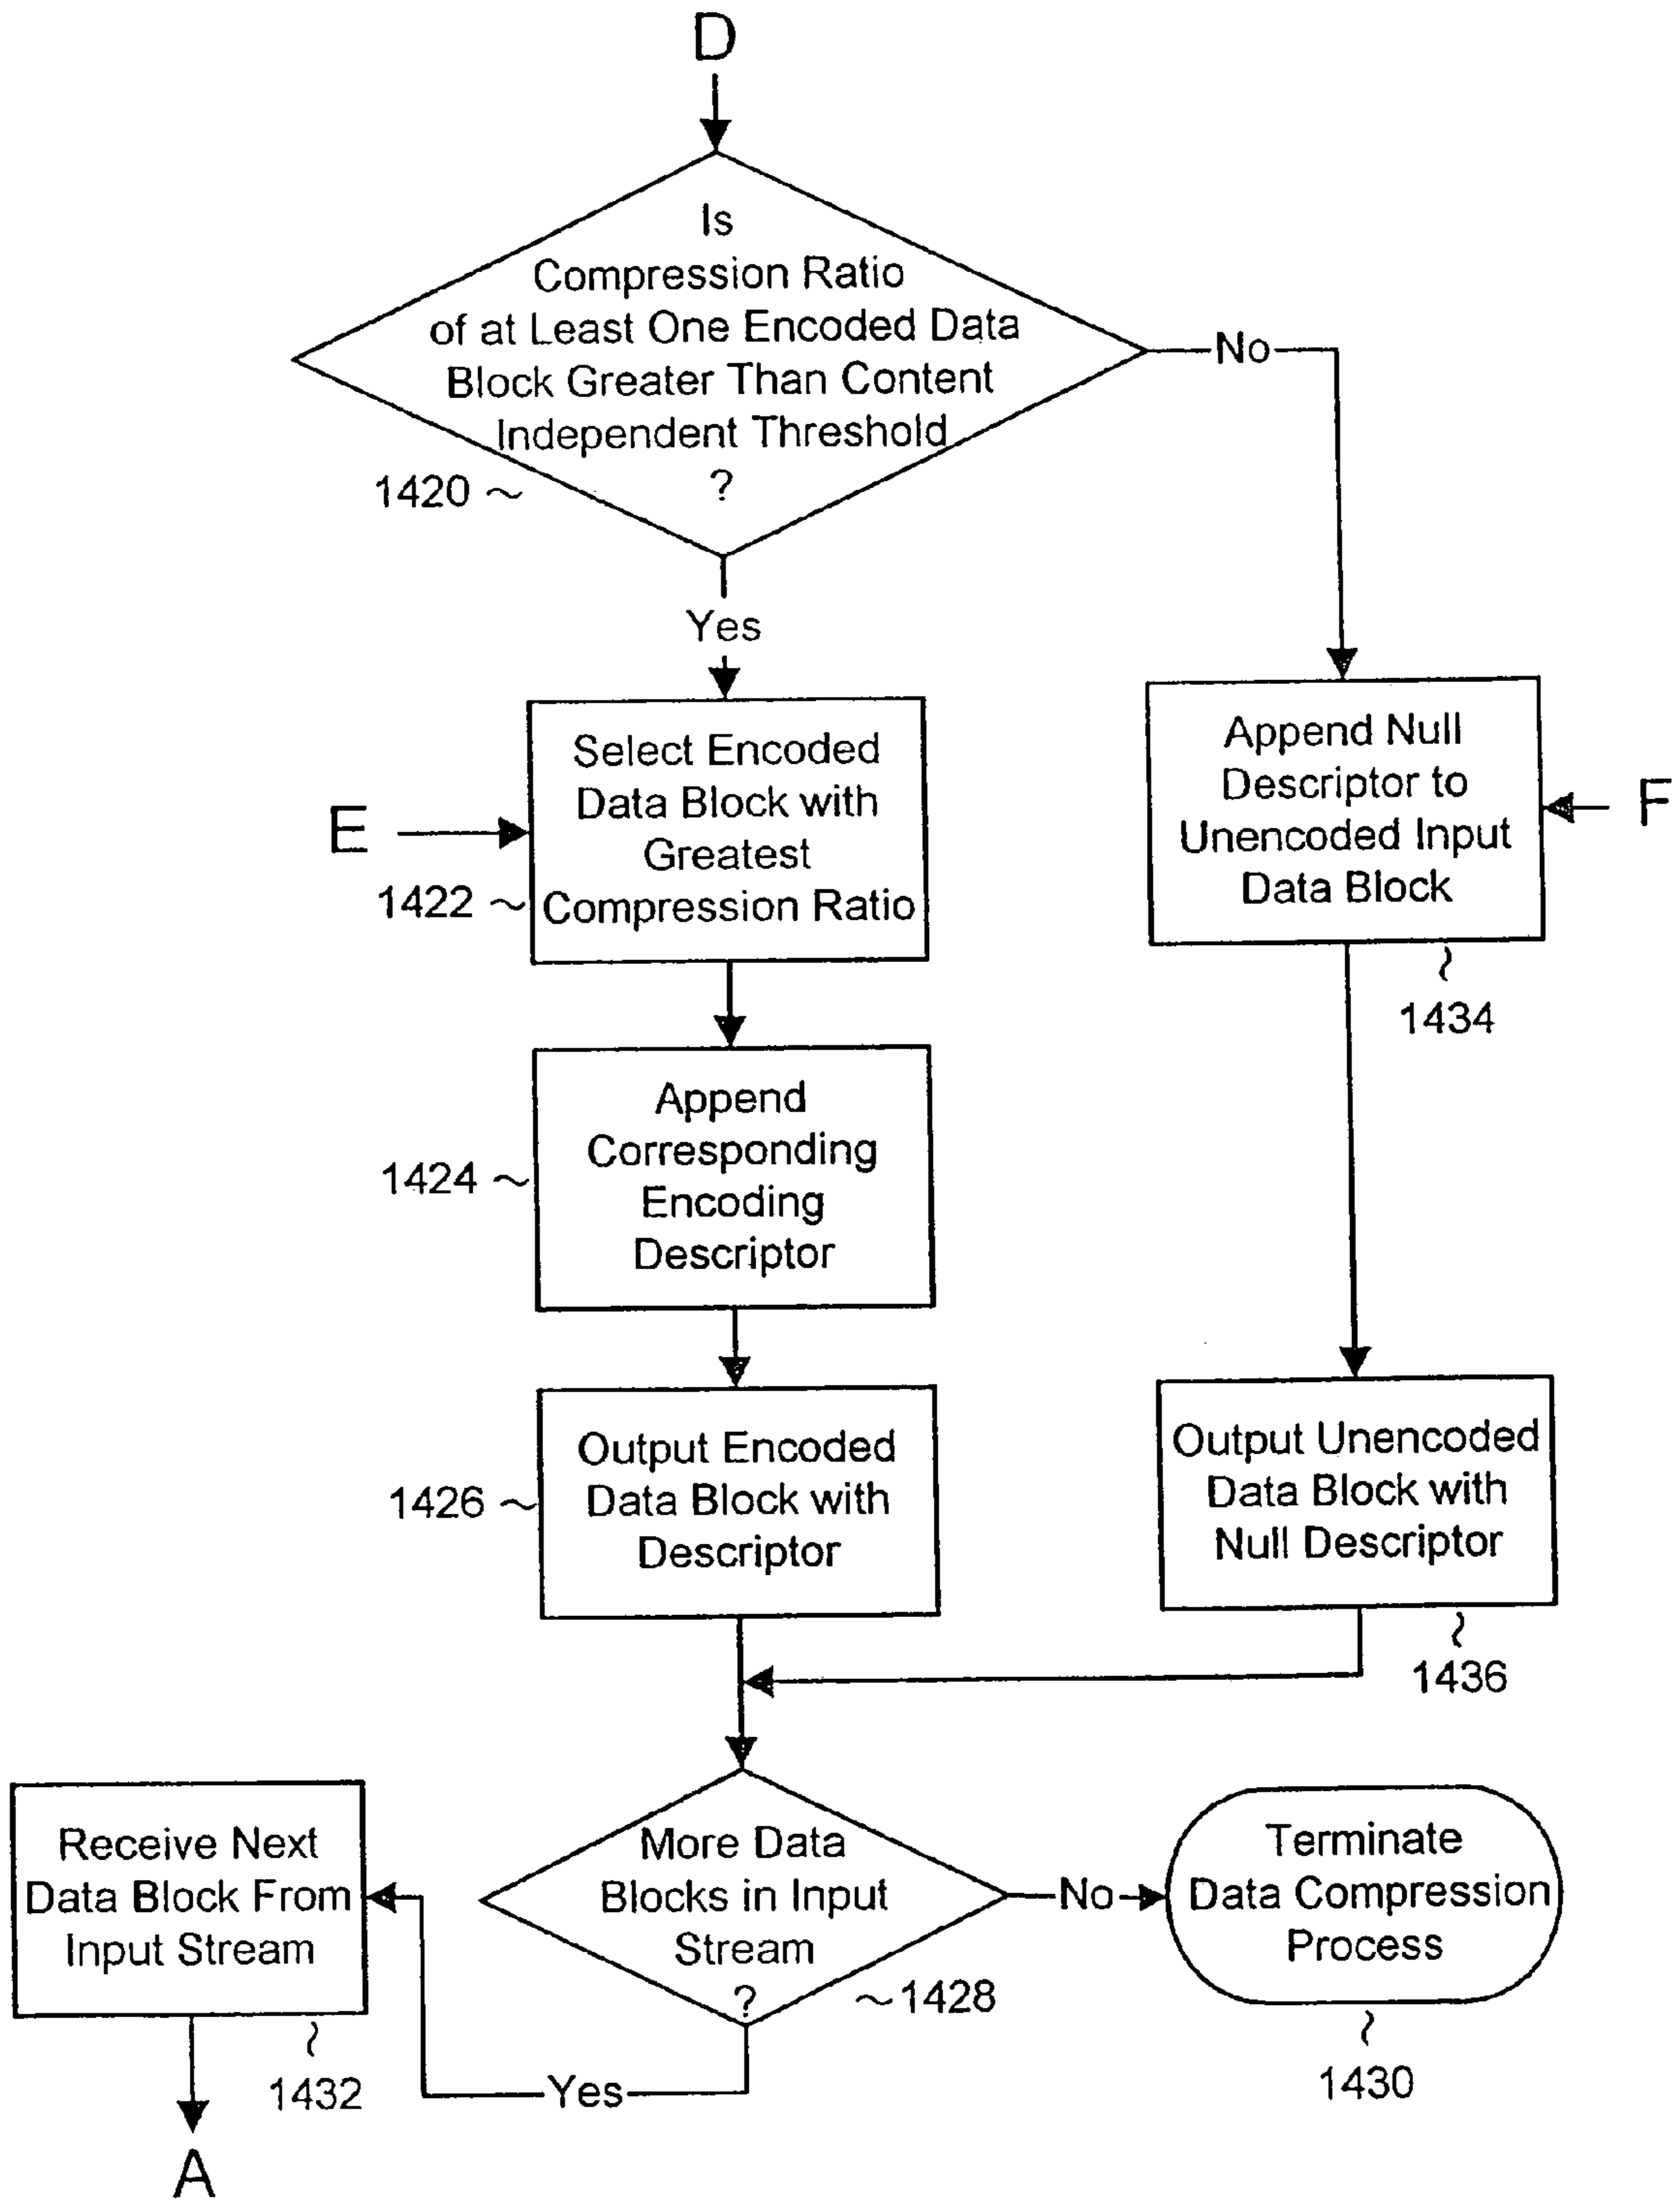 D
Is
Compression Ratio
of at Least One Encoded Data
Block Greater Than Content
Independent Threshold
?
1420
No
Yes
Select Encoded
Data Block with
Greatest
Compression Ratio
E
1422
Append Null
Descriptor to
Unencoded Input
Data Block
F
1434
Append
Corresponding
Encoding
Descriptor
1424
Output Encoded
Data Block with
Descriptor
1426
Output Unencoded
Data Block with
Null Descriptor
1436
Receive Next
Data Block From
Input Stream
1432
More Data
Blocks in Input
Stream
?
1428
No
Terminate
Data Compression
Process
1430
Yes
A